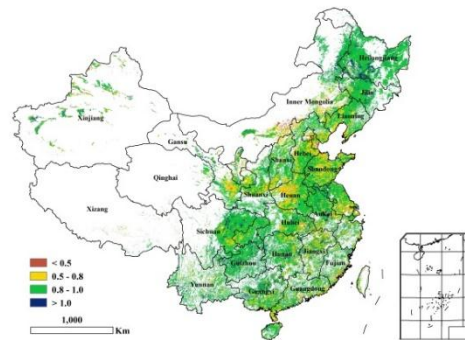 Heilongjiang
Jilin
Liaoning
Inner Mongolia
Xinjiang
Gansu
Hebei
Shanxi
Shandong
Qinghai
Shaanxi
Henan
Xizang
Anhui
Sichuan
Hubei
Hunan
Jiangxi
Guizhou
Fujian
Yunnan
Guangxi
Guangdong
< 0.5
0.5 - 0.8
0.8 - 1.0
> 1.0
1,000
Km